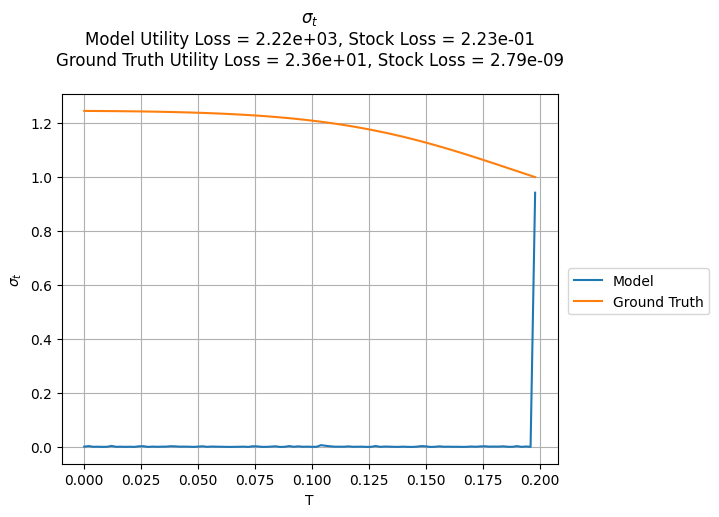 σt
Model Utility Loss = 2.22e+03, Stock Loss = 2.23e-01
Ground Truth Utility Loss = 2.36e+01, Stock Loss = 2.79e-09
1.2
1.0
0.8
0.6
0.4
0.2
0.0
σt
Model
Ground Truth
0.000 0.025 0.050 0.075 0.100 0.125 0.150 0.175 0.200
T